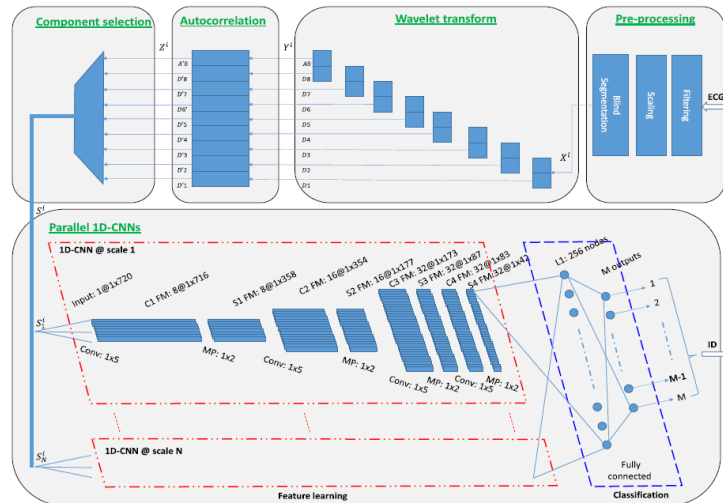 Component selection
Autocorrelation
Wavelet transform
Pre-processing
Z^i
Y^i
A'8
D'8
D'7
D6'
D'5
D'4
D'3
D'2
D'1
A8
D8
D7
D6
D5
D4
D3
D2
D1
X^i
Blind Segmentation
Scaling
Filtering
ECG
S^i
Parallel 1D-CNNs
1D-CNN @ scale 1
Input: 1@1x720
C1 FM: 8@1x716
S1 FM: 8@1x358
C2 FM: 16@1x354
S2 FM: 16@1x177
C3 FM: 32@1x173
S3 FM: 32@1x87
C4 FM: 32@1x83
S4 FM:32@1x42
L1: 256 nodes
M outputs
1
2
M-1
M
ID
S_1^i
Conv: 1x5
MP: 1x2
Conv: 1x5
MP: 1x2
Conv: 1x5
MP: 1x2
Conv: 1x5
MP: 1x2
S_N^i
1D-CNN @ scale N
Fully connected
Feature learning
Classification